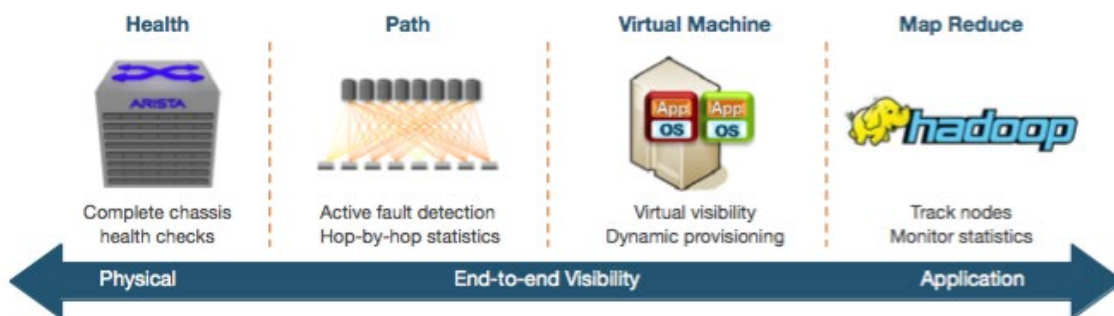 Health
Path
Virtual Machine
Map Reduce
ARISTA
App
OS
App
OS
hadoop
Complete chassis
health checks
Active fault detection
Hop-by-hop statistics
Virtual visibility
Dynamic provisioning
Track nodes
Monitor statistics
Physical
End-to-end Visibility
Application